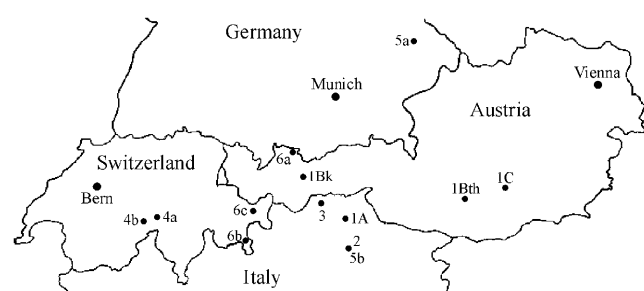 Germany
5a
Munich
Vienna
Austria
Switzerland
6a
1Bk
Bern
1Bth
1C
6c
3
4b
4a
1A
6b
2
Italy
5b